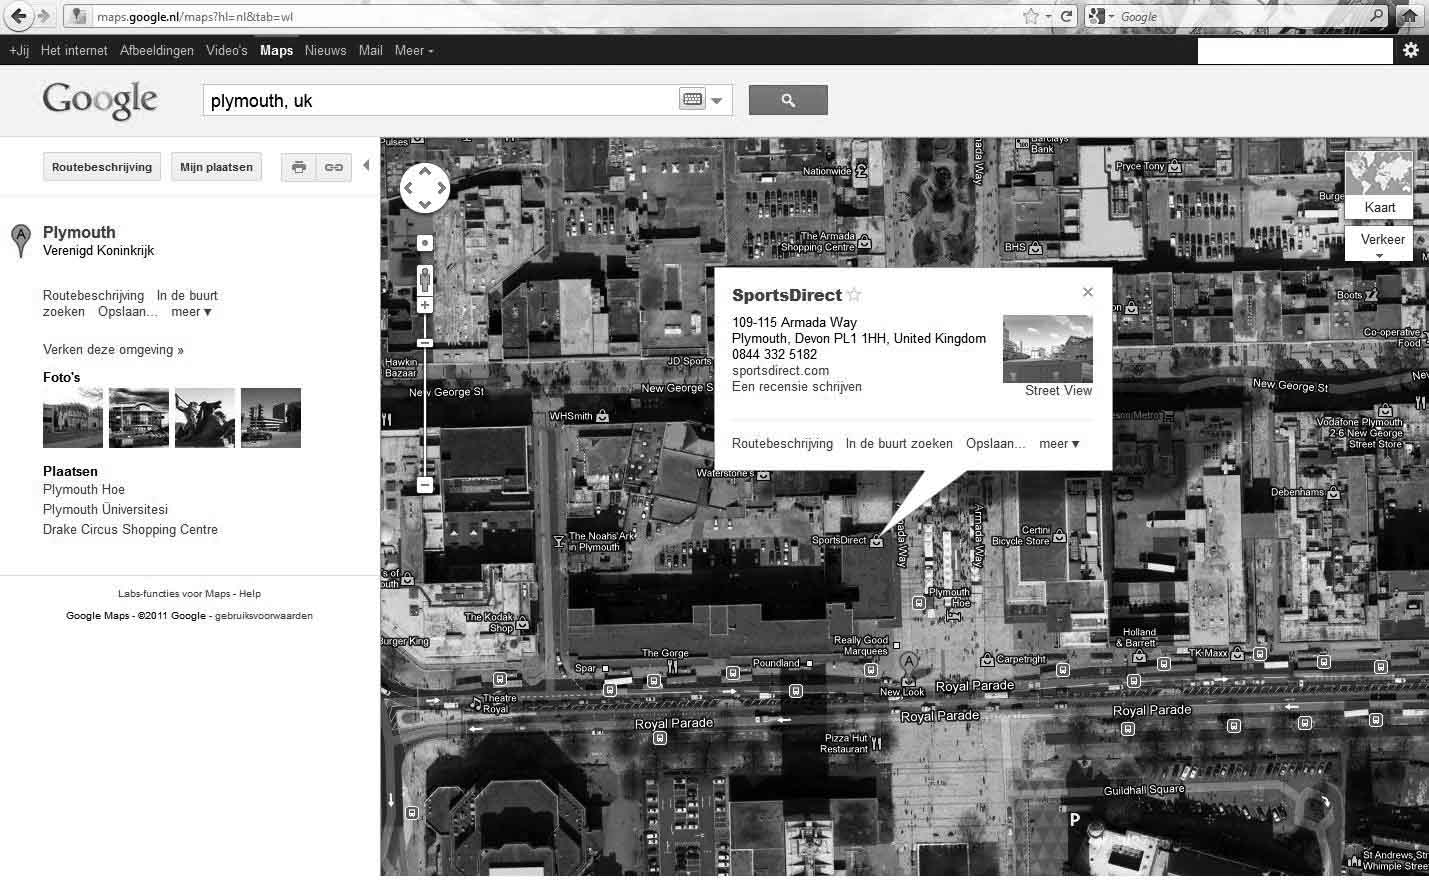 maps.google.nl/maps?hl=nl&tab=wl
Google
+Jij Het internet Afbeeldingen Video's Maps Nieuws Mail Meer
Google
plymouth, uk
Routebeschrijving Mijn plaatsen
A
Plymouth
Verenigd Koninkrijk
Routebeschrijving In de buurt
zoeken Opslaan... meer ▾
Verken deze omgeving »
Foto's
Plaatsen
Plymouth Hoe
Plymouth Üniversitesi
Drake Circus Shopping Centre
Labs-functies voor Maps - Help
Google Maps - ©2011 Google - gebruiksvoorwaarden
Barclays
Bank
Armada Way
Nationwide
Pryce Tony
Kaart
Verkeer
The Armada
Shopping Centre
BHS
Boots
Co-operative
Food
SportsDirect
109-115 Armada Way
Plymouth, Devon PL1 1HH, United Kingdom
0844 332 5182
sportsdirect.com
Een recensie schrijven
Street View
Routebeschrijving In de buurt zoeken Opslaan... meer ▾
Hawkin
Bazaar
JD Sports
New George St
New George S
New George St
WHSmith
Vodafone Plymouth
2-6 New George
Street Store
Waterstone's
Debenhams
The Noahs Ark
in Plymouth
SportsDirect
Armada Way
Armada Way
Certini
Bicycle Store
Plymouth
Hoe
The Kodak
Shop
Burger King
Really Good
Marquees
Holland
& Barrett
The Gorge
Spar
Poundland
A
Carpetright
TK Maxx
New Look
Royal Parade
Theatre
Royal
Royal Parade
Royal Parade
Royal Parade
Pizza Hut
Restaurant
Guildhall Square
P
St Andrews Str
Whimple Street